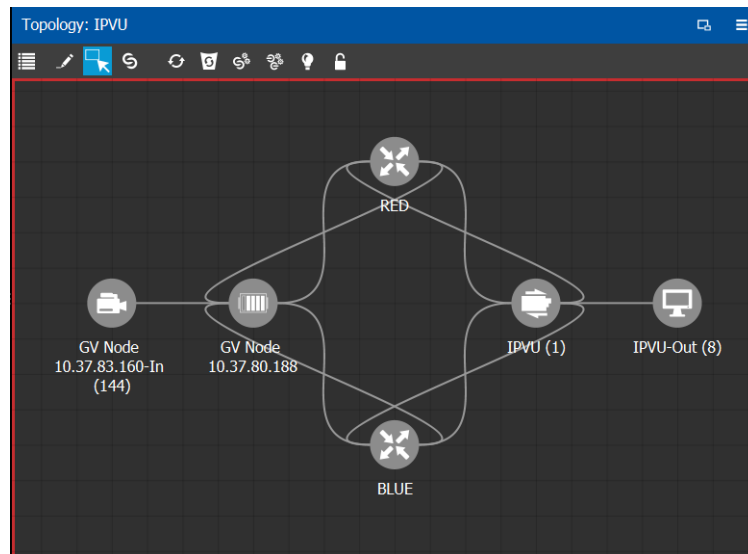 Topology: IPVU
RED
GV Node
10.37.83.160-In
(144)
GV Node
10.37.80.188
IPVU (1)
IPVU-Out (8)
BLUE